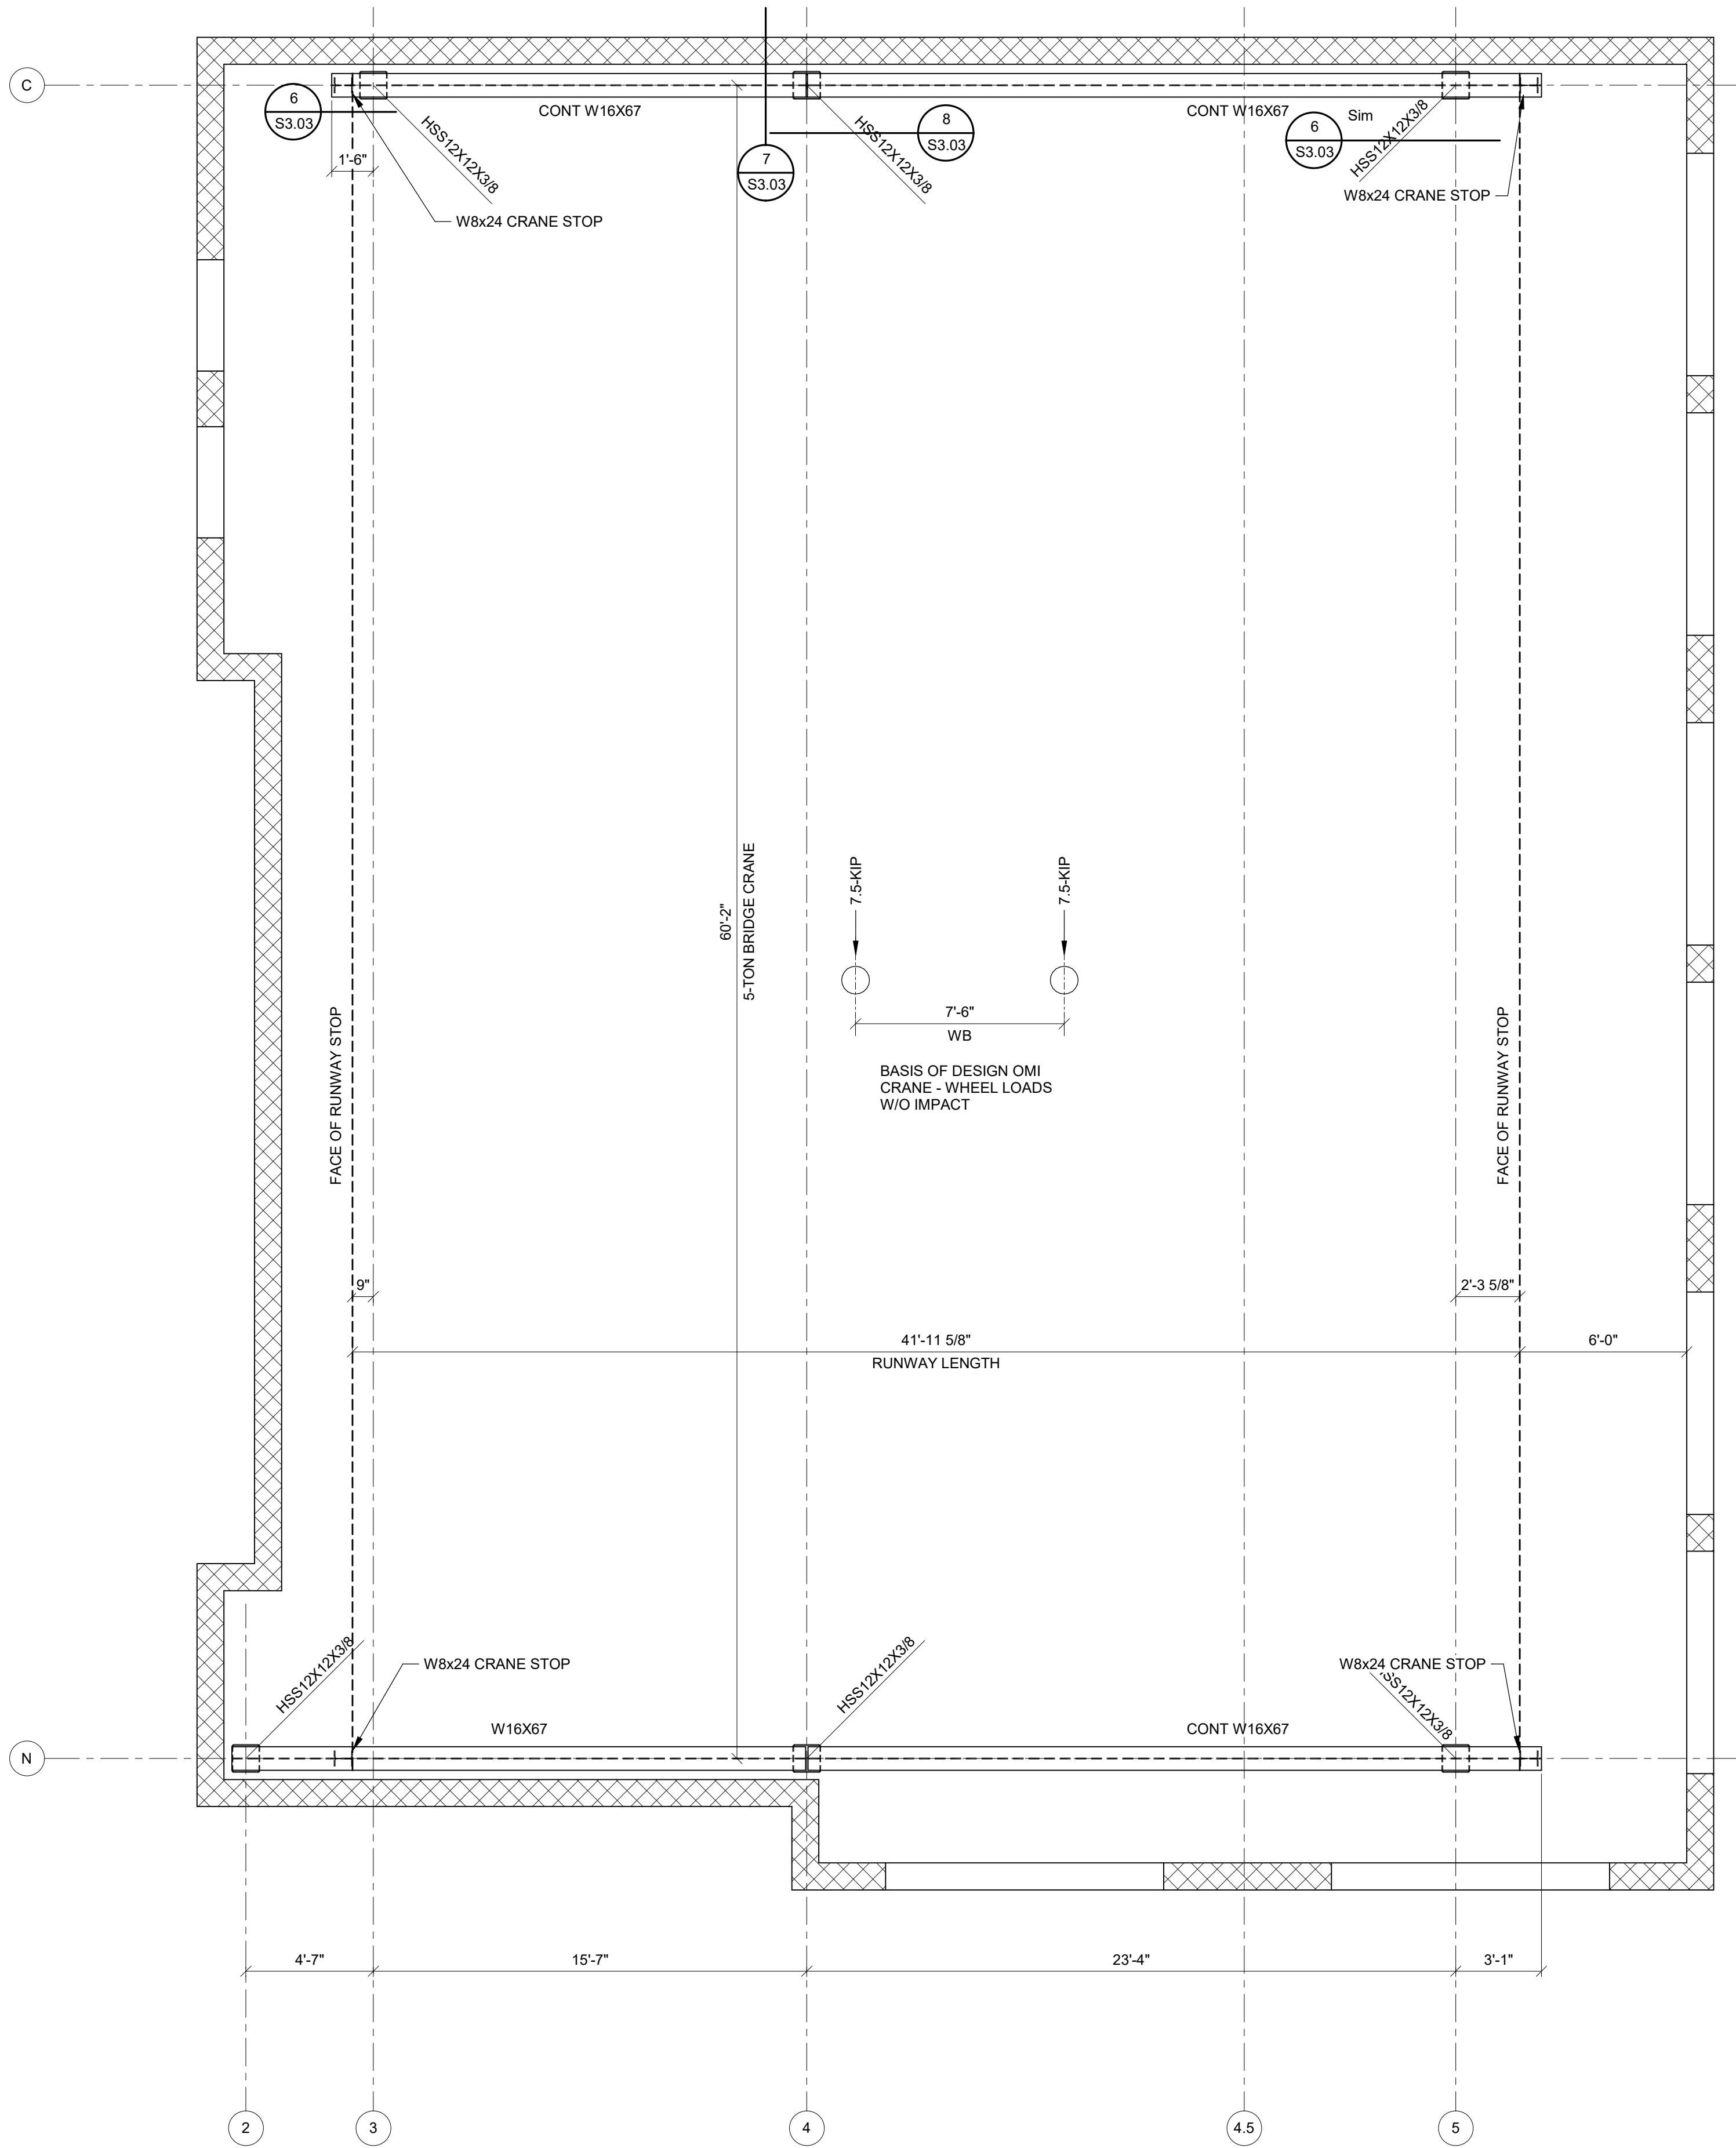 C
6
S3.03
CONT W16X67
CONT W16X67
8
S3.03
7
S3.03
6
S3.03
Sim
1'-6"
HSS12X12X3/8
HSS12X12X3/8
HSS12X12X3/8
W8x24 CRANE STOP
W8x24 CRANE STOP
60'-2"
5-TON BRIDGE CRANE
7.5-KIP
7.5-KIP
7'-6"
WB
BASIS OF DESIGN OMI
CRANE - WHEEL LOADS
W/O IMPACT
FACE OF RUNWAY STOP
FACE OF RUNWAY STOP
9"
2'-3 5/8"
41'-11 5/8"
RUNWAY LENGTH
6'-0"
HSS12X12X3/8
W8x24 CRANE STOP
HSS12X12X3/8
W8x24 CRANE STOP
SS12X12X3/8
W16X67
CONT W16X67
N
4'-7"
15'-7"
23'-4"
3'-1"
2
3
4
4.5
5